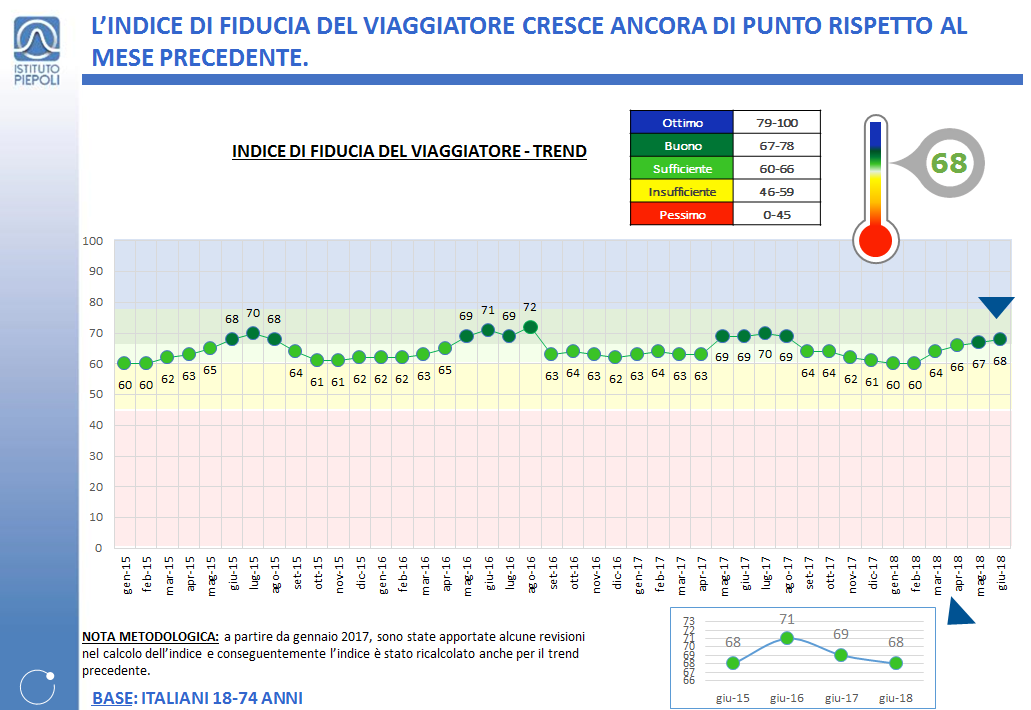 L’INDICE DI FIDUCIA DEL VIAGGIATORE CRESCE ANCORA DI PUNTO RISPETTO AL
MESE PRECEDENTE.
ISTITUTO
PIEPOLI
INDICE DI FIDUCIA DEL VIAGGIATORE - TREND
Ottimo 79-100
Buono 67-78
Sufficiente 60-66
Insufficiente 46-59
Pessimo 0-45
68
100
90
80
70
60
50
40
30
20
10
0
60 60 62 63 65 68 70 68 64 61 61 62 62 62 63 65 69 71 69 72 63 64 63 62 63 64 63 63 69 69 70 69 64 64 62 61 60 60 64 66 67 68
gen-15 feb-15 mar-15 apr-15 mag-15 giu-15 lug-15 ago-15 set-15 ott-15 nov-15 dic-15 gen-16 feb-16 mar-16 apr-16 mag-16 giu-16 lug-16 ago-16 set-16 ott-16 nov-16 dic-16 gen-17 feb-17 mar-17 apr-17 mag-17 giu-17 lug-17 ago-17 set-17 ott-17 nov-17 dic-17 gen-18 feb-18 mar-18 apr-18 mag-18 giu-18
NOTA METODOLOGICA: a partire da gennaio 2017, sono state apportate alcune revisioni
nel calcolo dell’indice e conseguentemente l’indice è stato ricalcolato anche per il trend
precedente.
BASE: ITALIANI 18-74 ANNI
73
72
71
70
69
68
67
66
68 71 69 68
giu-15 giu-16 giu-17 giu-18